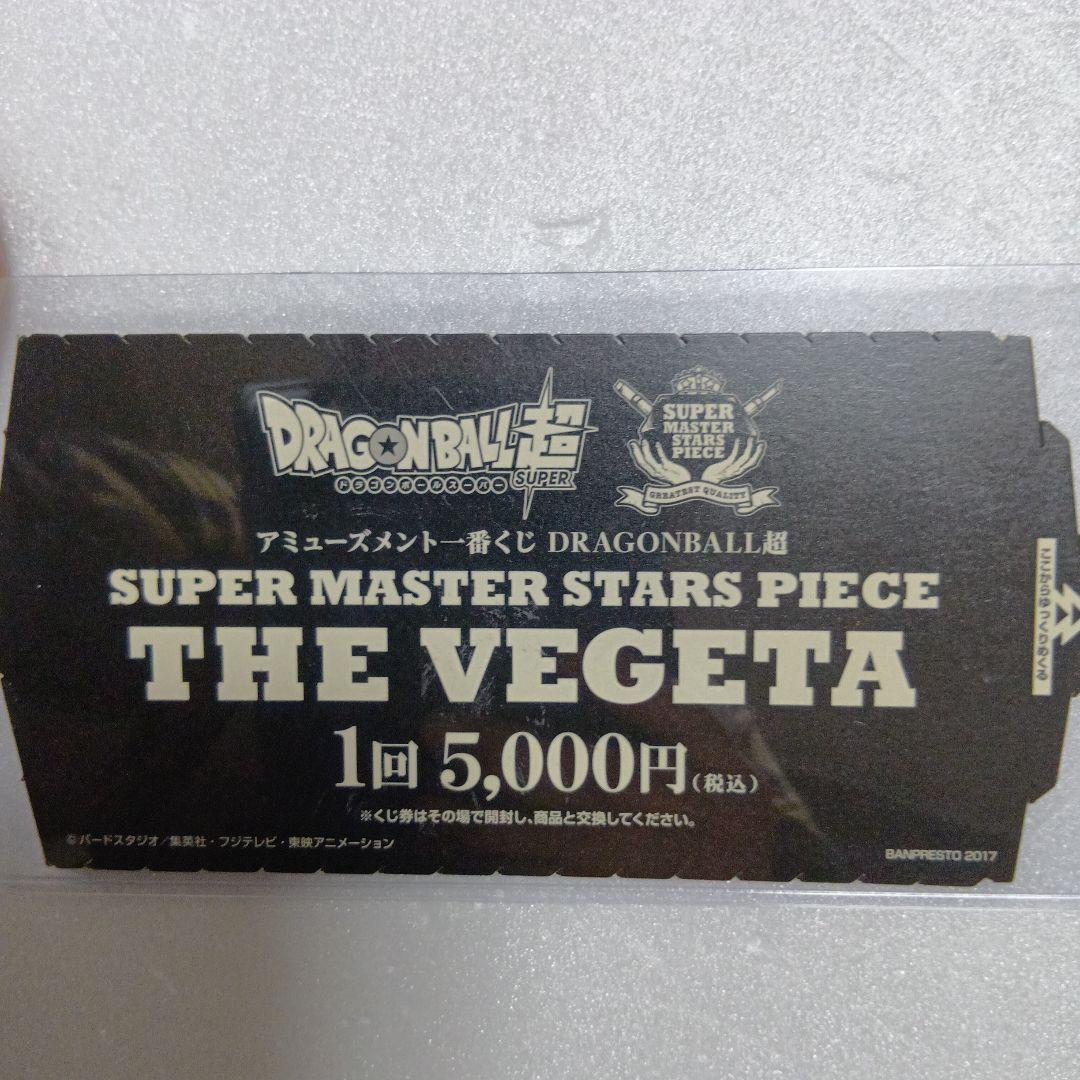 DRAGONBALL超
SUPER
ドラゴンボールスーパー
SUPER
MASTER
STARS
PIECE
GREATEST QUALITY
アミューズメント一番くじ DRAGONBALL超
SUPER MASTER STARS PIECE
THE VEGETA
1回 5,000円(税込)
※くじ券はその場で開封し、商品と交換してください。
©バードスタジオ/集英社・フジテレビ・東映アニメーション
BANPRESTO 2017
ここからゆっくりめくる